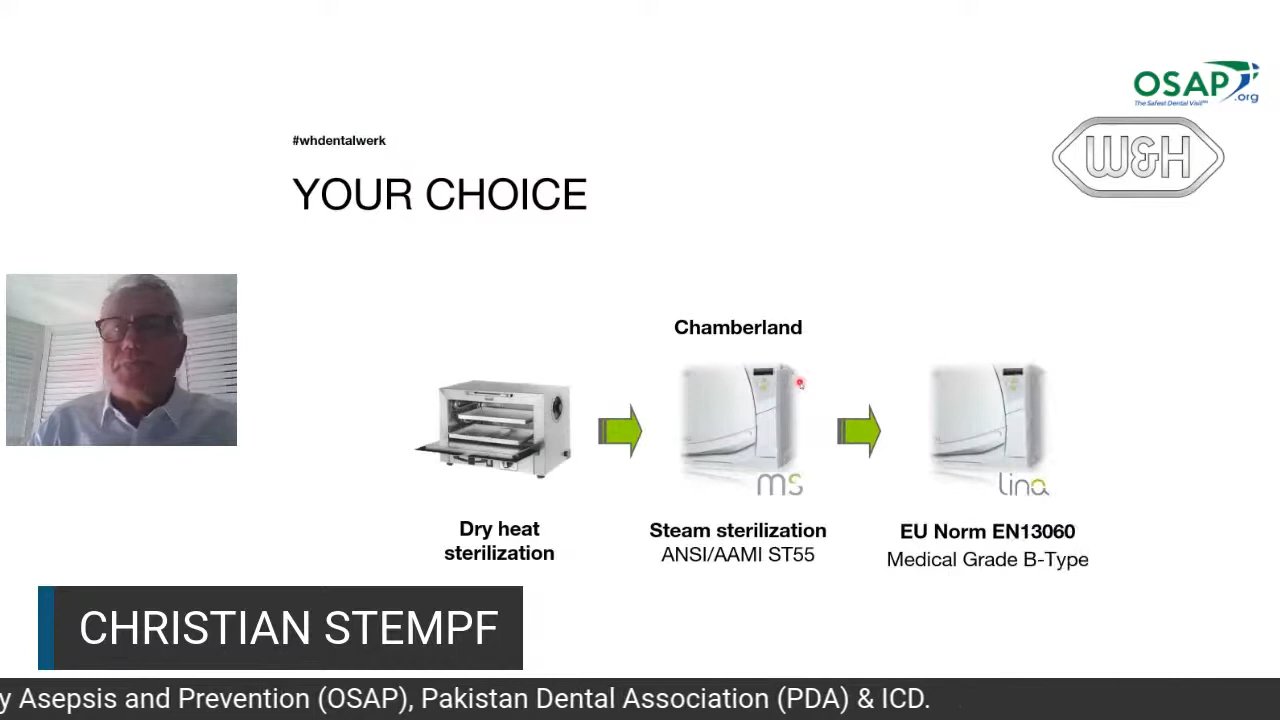 OSAP
.org
The Safest Dental Visit™
W&H
#whdentalwerk
YOUR CHOICE
Chamberland
ms
lina
Dry heat
sterilization
Steam sterilization
ANSI/AAMI ST55
EU Norm EN13060
Medical Grade B-Type
CHRISTIAN STEMPF
y Asepsis and Prevention (OSAP), Pakistan Dental Association (PDA) & ICD.